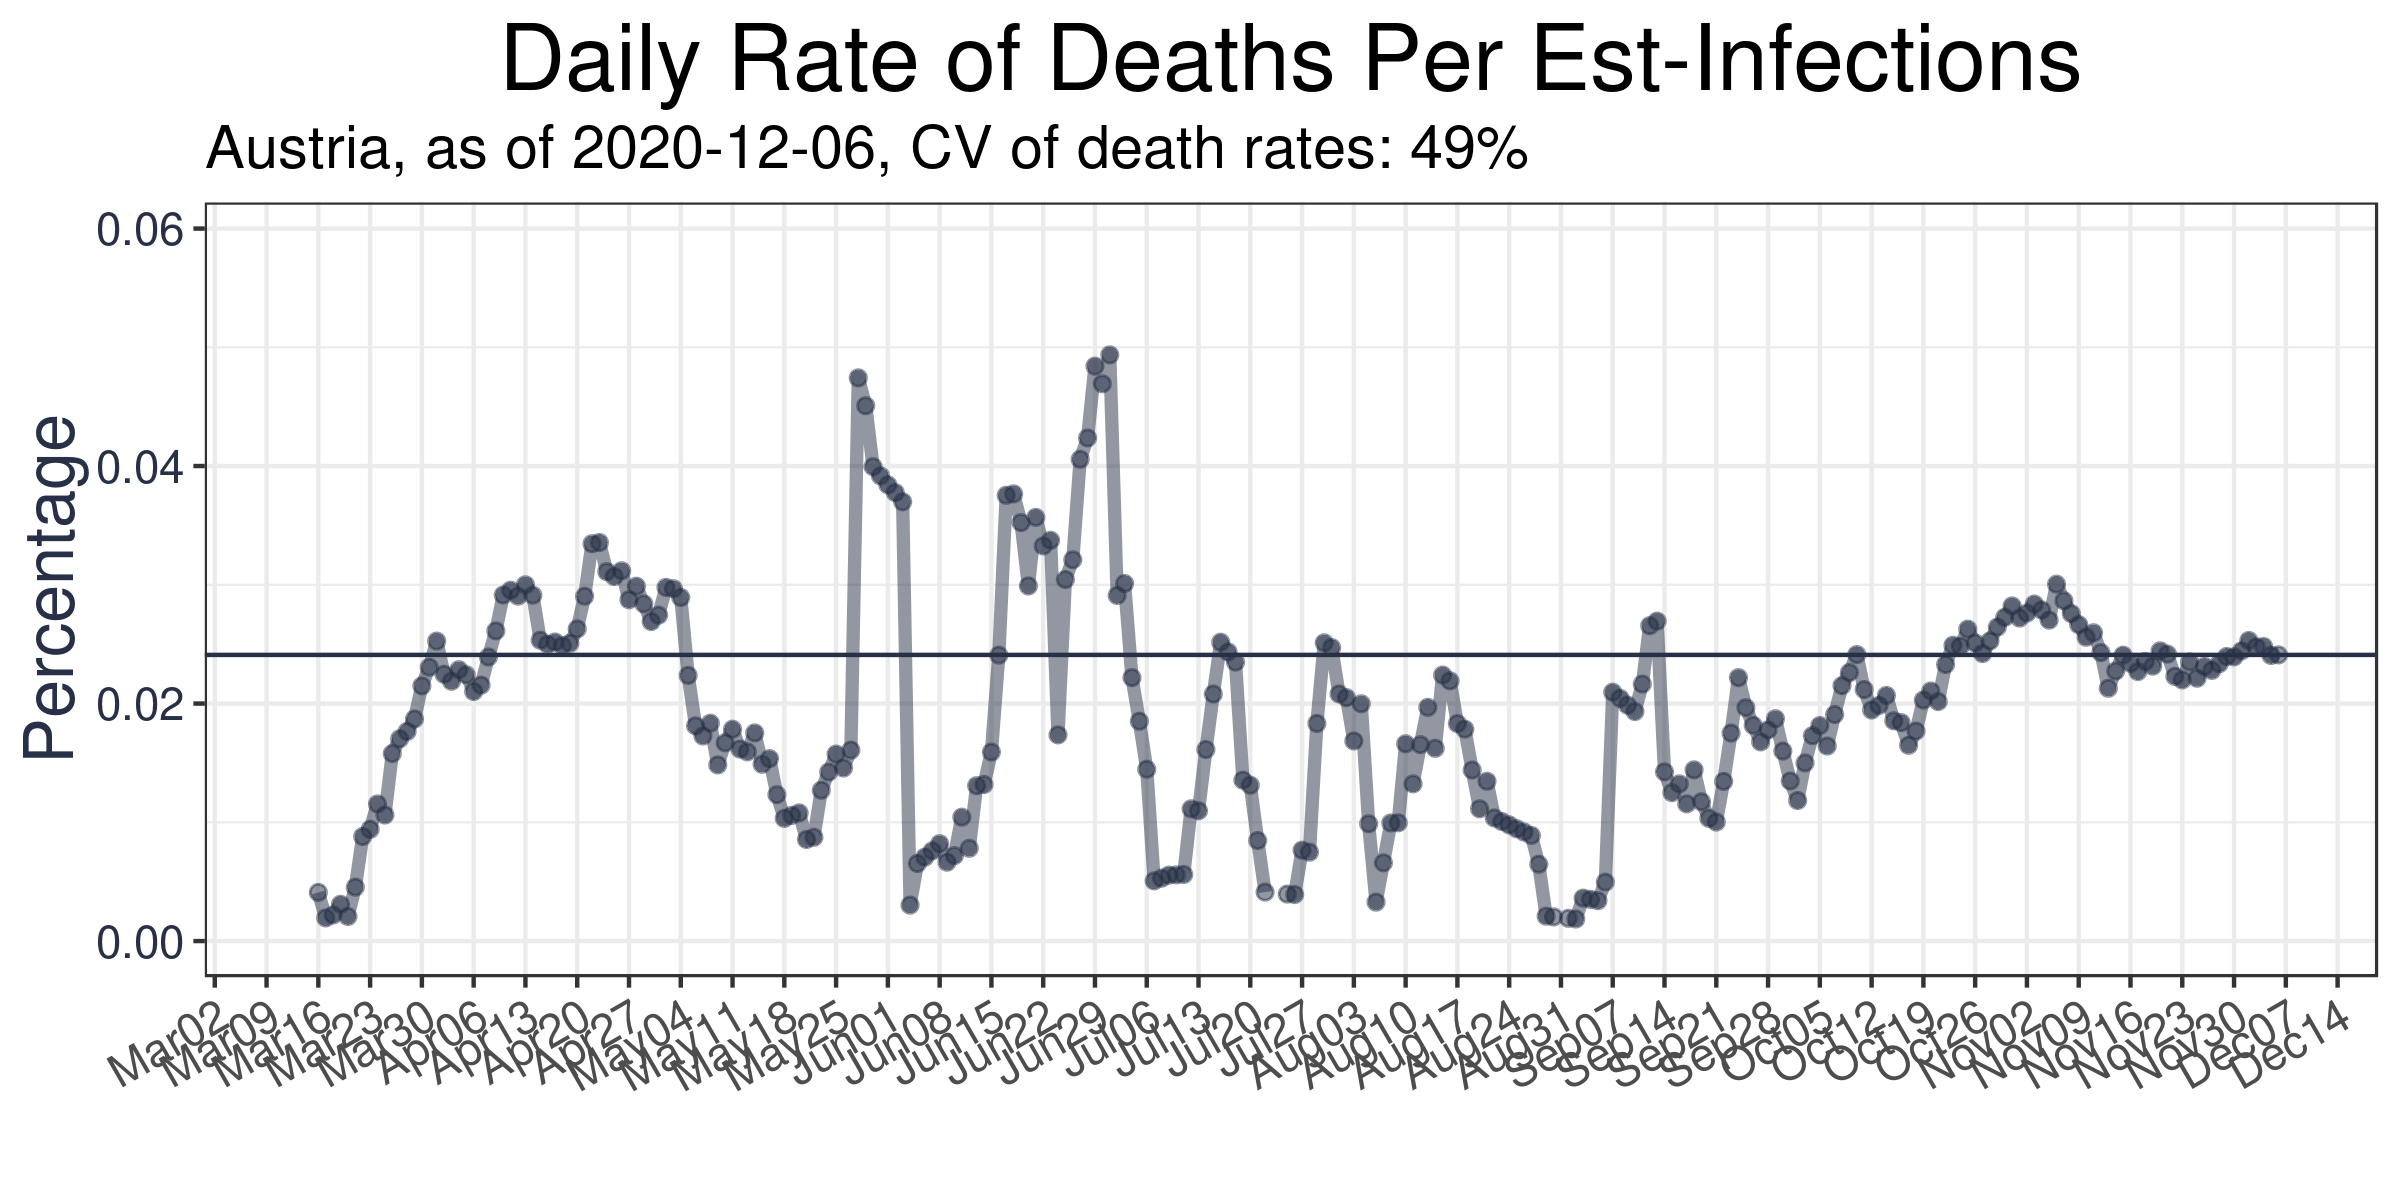 Daily Rate of Deaths Per Est-Infections
Austria, as of 2020-12-06, CV of death rates: 49%
Percentage
0.06
0.04
0.02
0.00
Mar02
Mar09
Mar16
Mar23
Mar30
Apr06
Apr13
Apr20
Apr27
May04
May11
May18
May25
Jun01
Jun08
Jun15
Jun22
Jun29
Jul06
Jul13
Jul20
Jul27
Aug03
Aug10
Aug17
Aug24
Aug31
Sep07
Sep14
Sep21
Sep28
Oct05
Oct12
Oct19
Oct26
Nov02
Nov09
Nov16
Nov23
Nov30
Dec07
Dec14